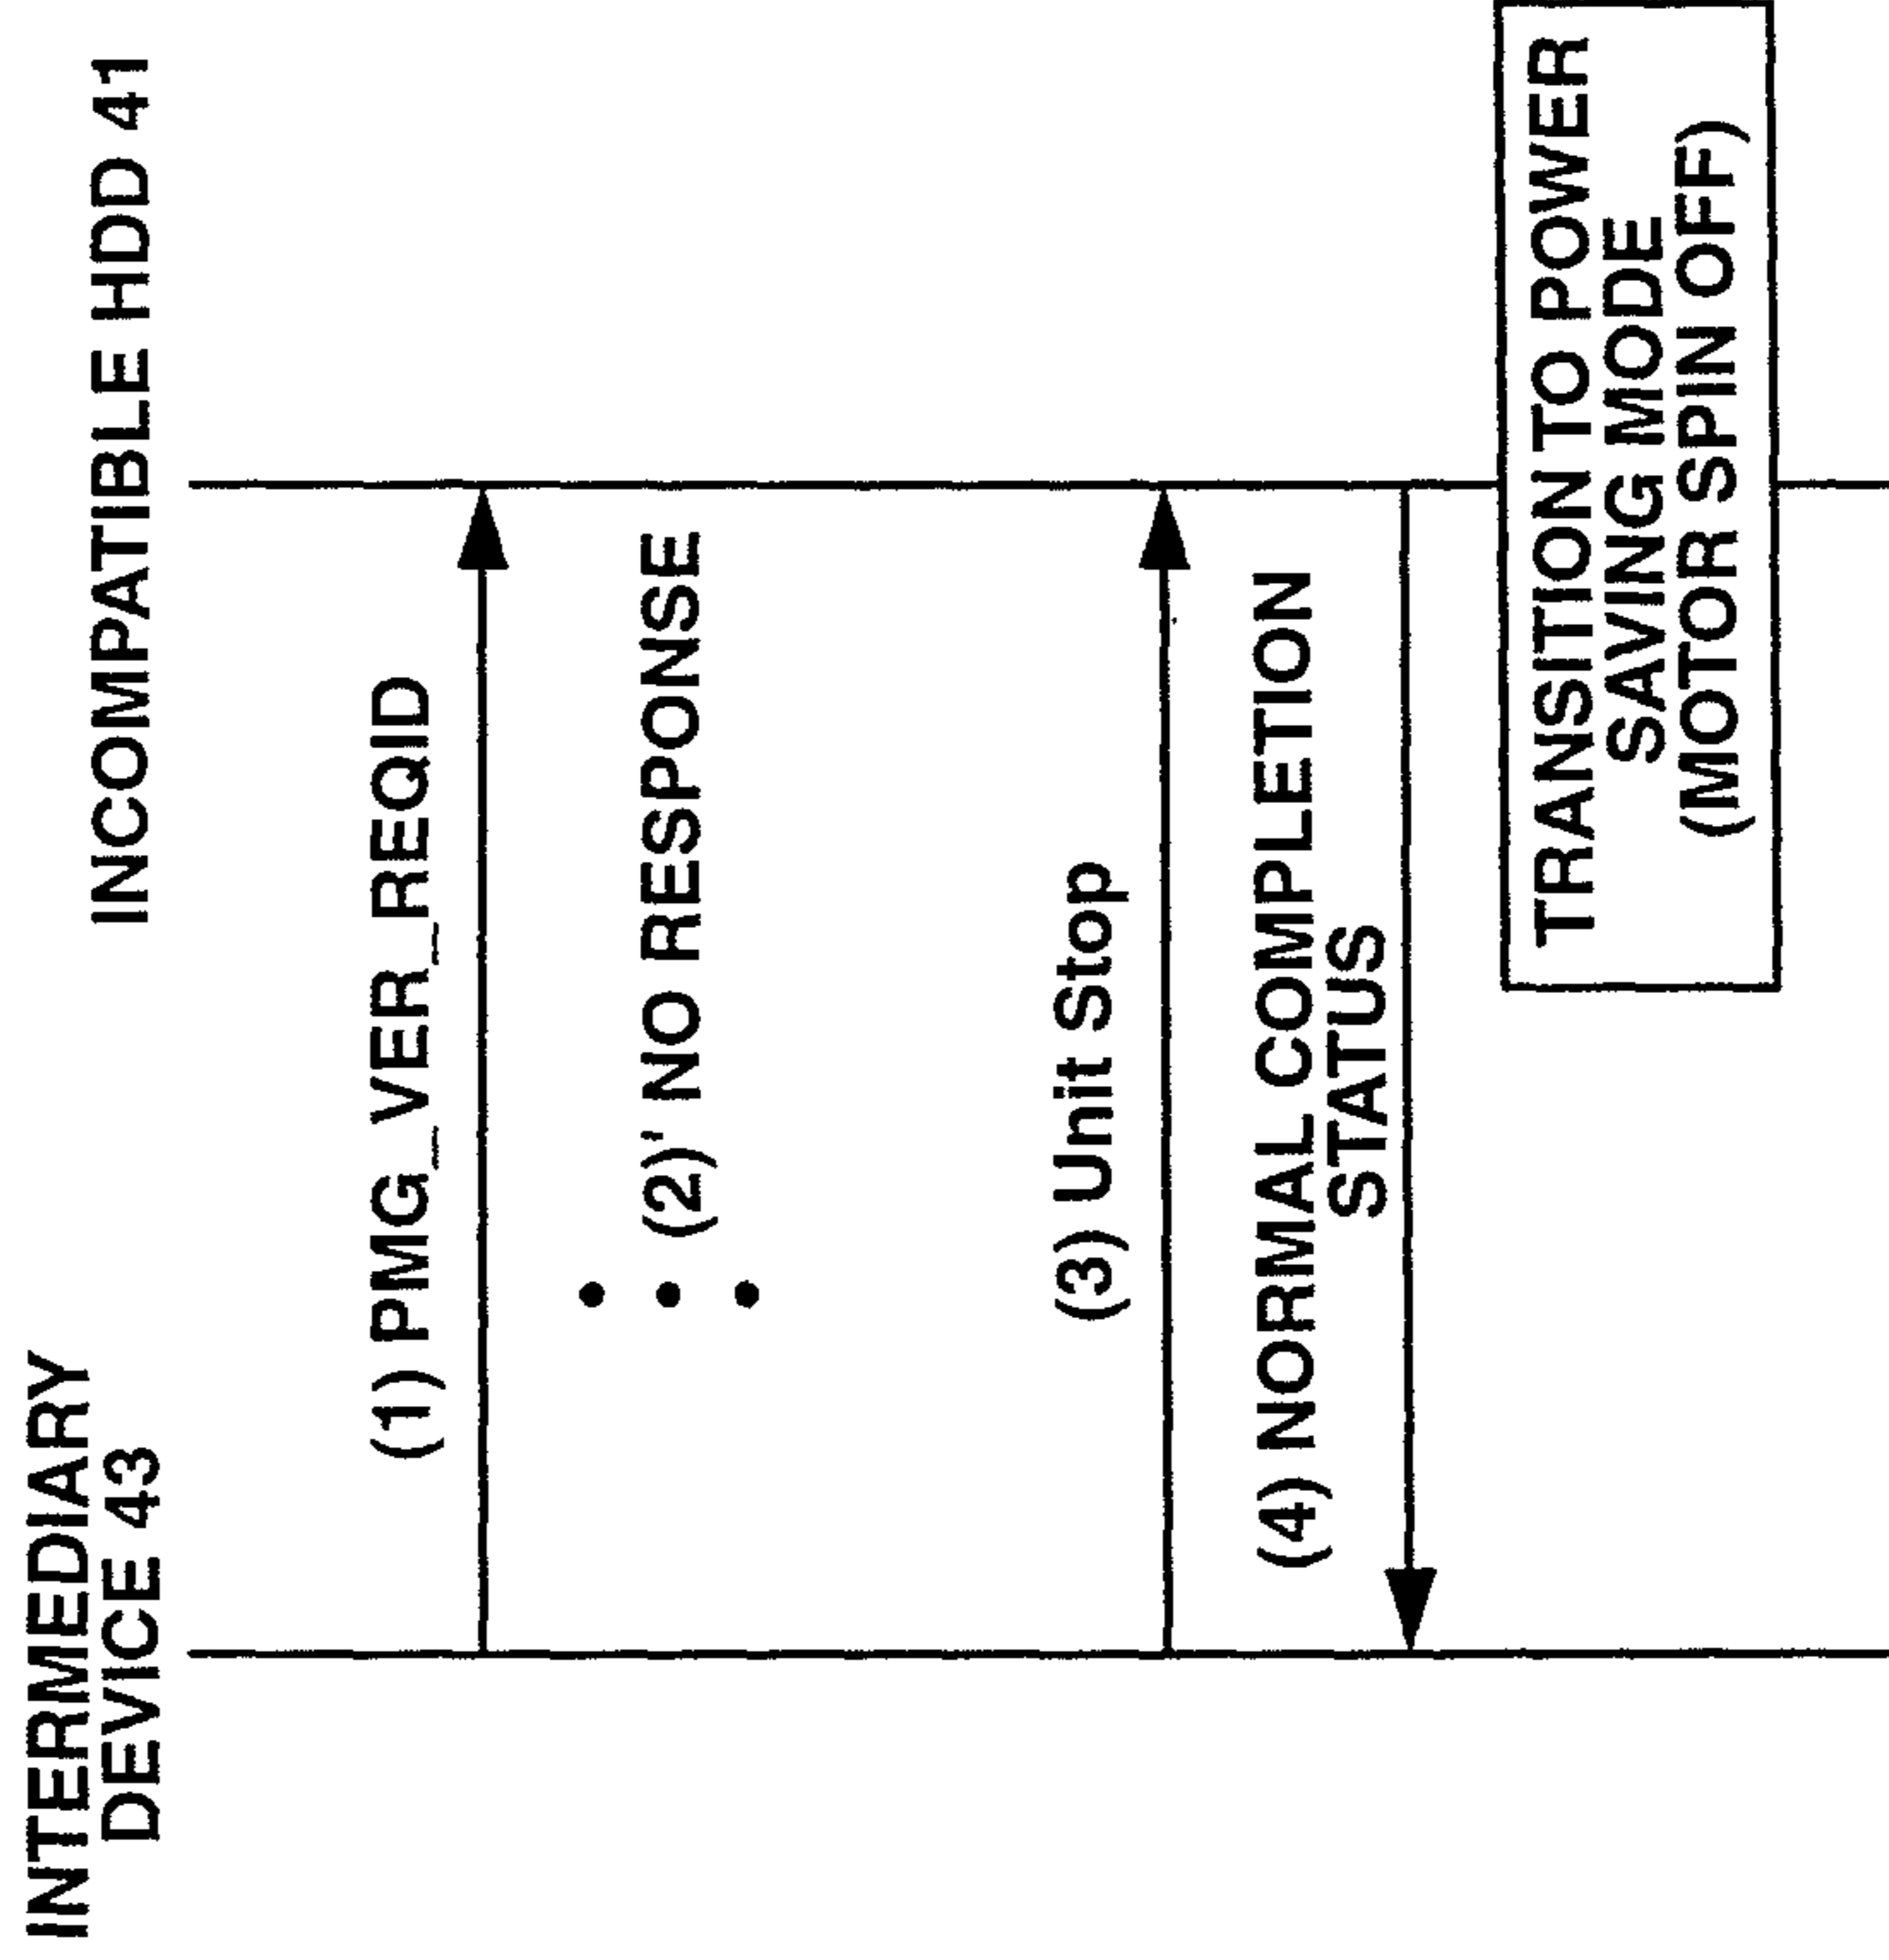 INTERMEDIARY
DEVICE 43
INCOMPATIBLE HDD 41
(1) PMG_VER_REQID
(2)' NO RESPONSE
(3) Unit Stop
(4) NORMAL COMPLETION
STATUS
TRANSITION TO POWER
SAVING MODE
(MOTOR SPIN OFF)